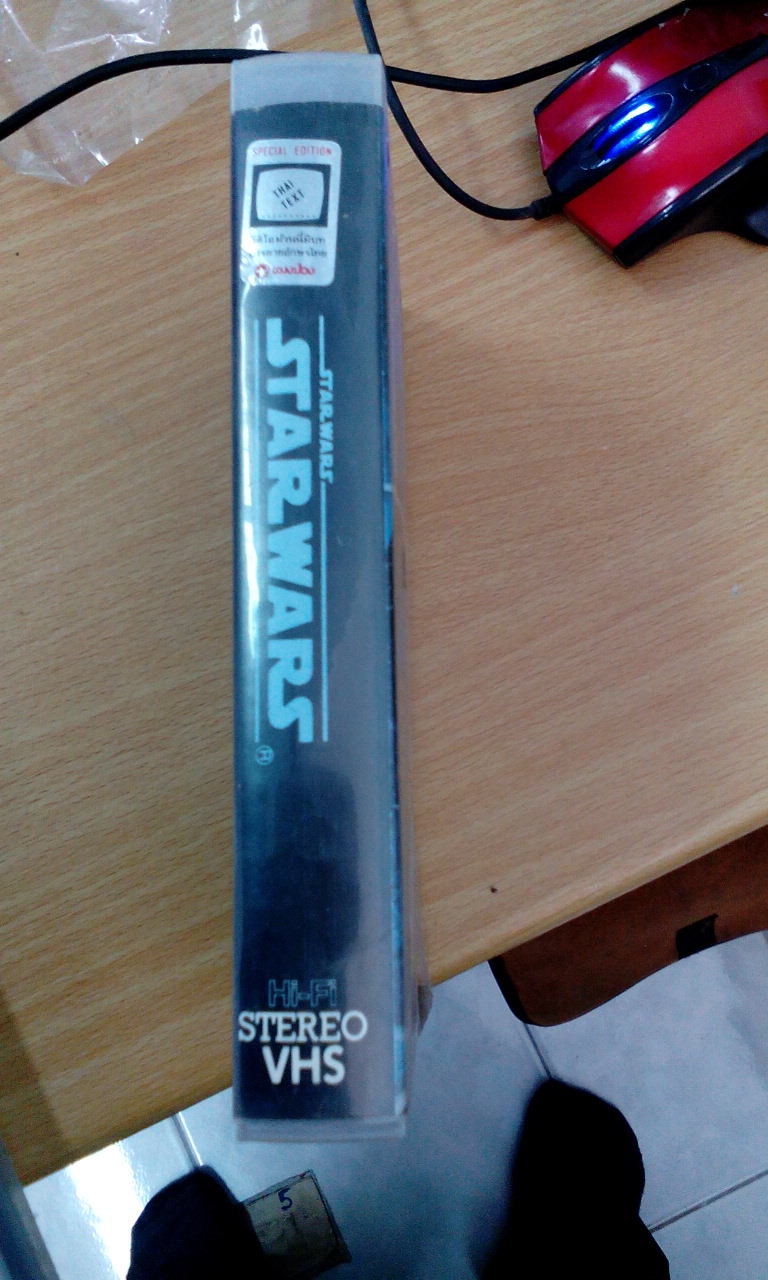 SPECIAL EDITION
THAI
TEXT
STAR WARS
STAR WARS
®
Hi-Fi
STEREO
VHS
5